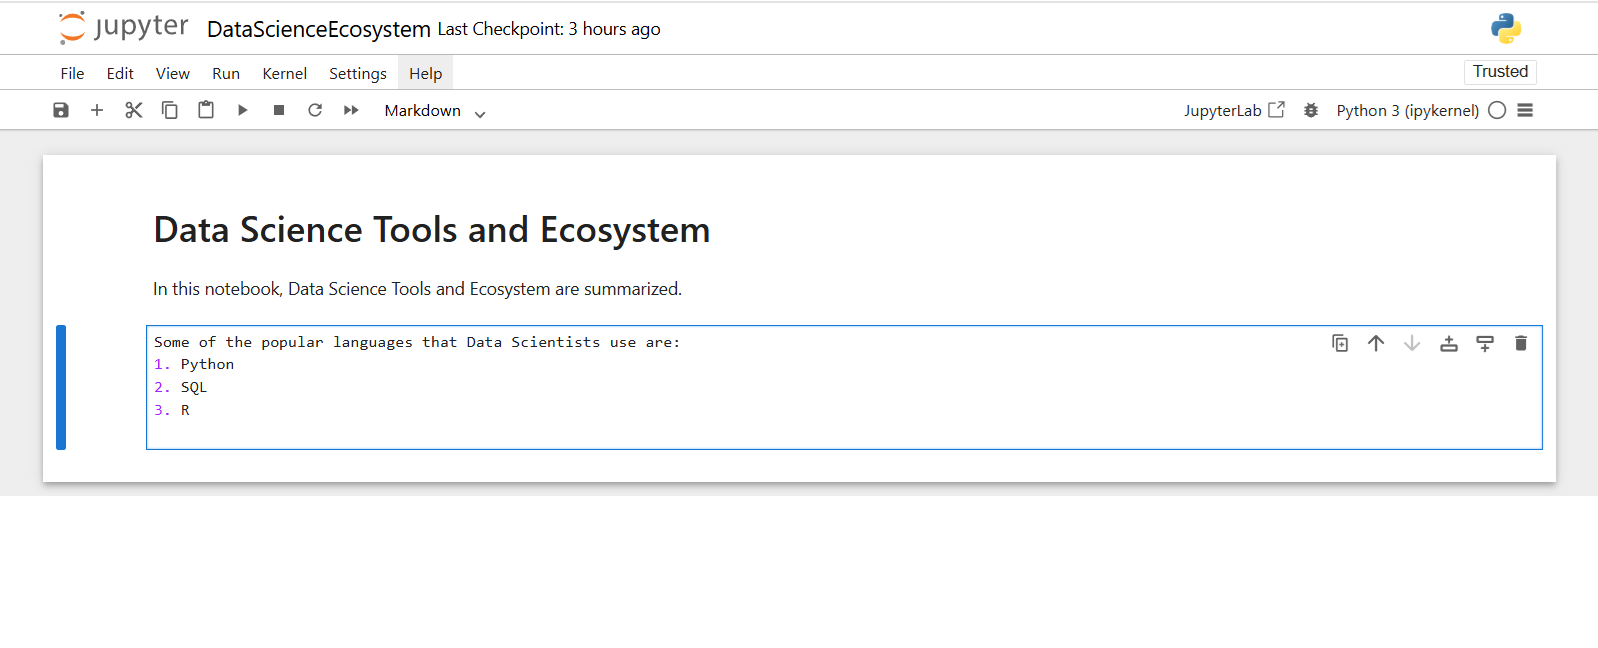 jupyter DataScienceEcosystem Last Checkpoint: 3 hours ago
File Edit View Run Kernel Settings Help Trusted
Markdown JupyterLab Python 3 (ipykernel)
Data Science Tools and Ecosystem
In this notebook, Data Science Tools and Ecosystem are summarized.
Some of the popular languages that Data Scientists use are:
1. Python
2. SQL
3. R